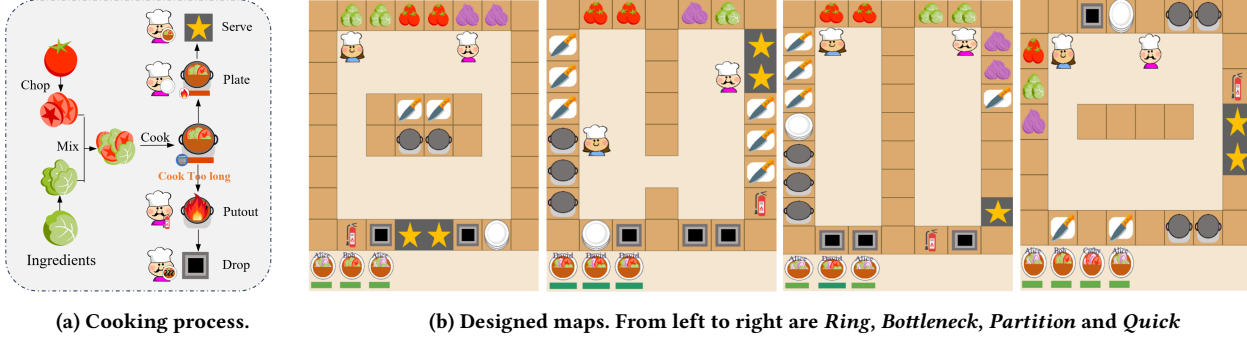 Serve
Chop
Plate
Mix
Cook
Cook Too long
Putout
Ingredients
Drop
Alice Bob Alice
David David David
Alice David Alice
Alice Bob Cathy Alice
(a) Cooking process.
(b) Designed maps. From left to right are Ring, Bottleneck, Partition and Quick